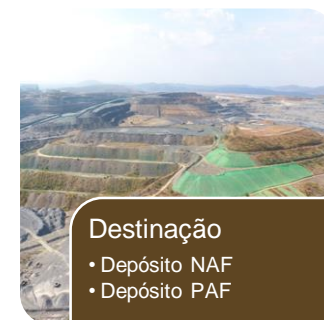 Destinação
• Depósito NAF
• Depósito PAF